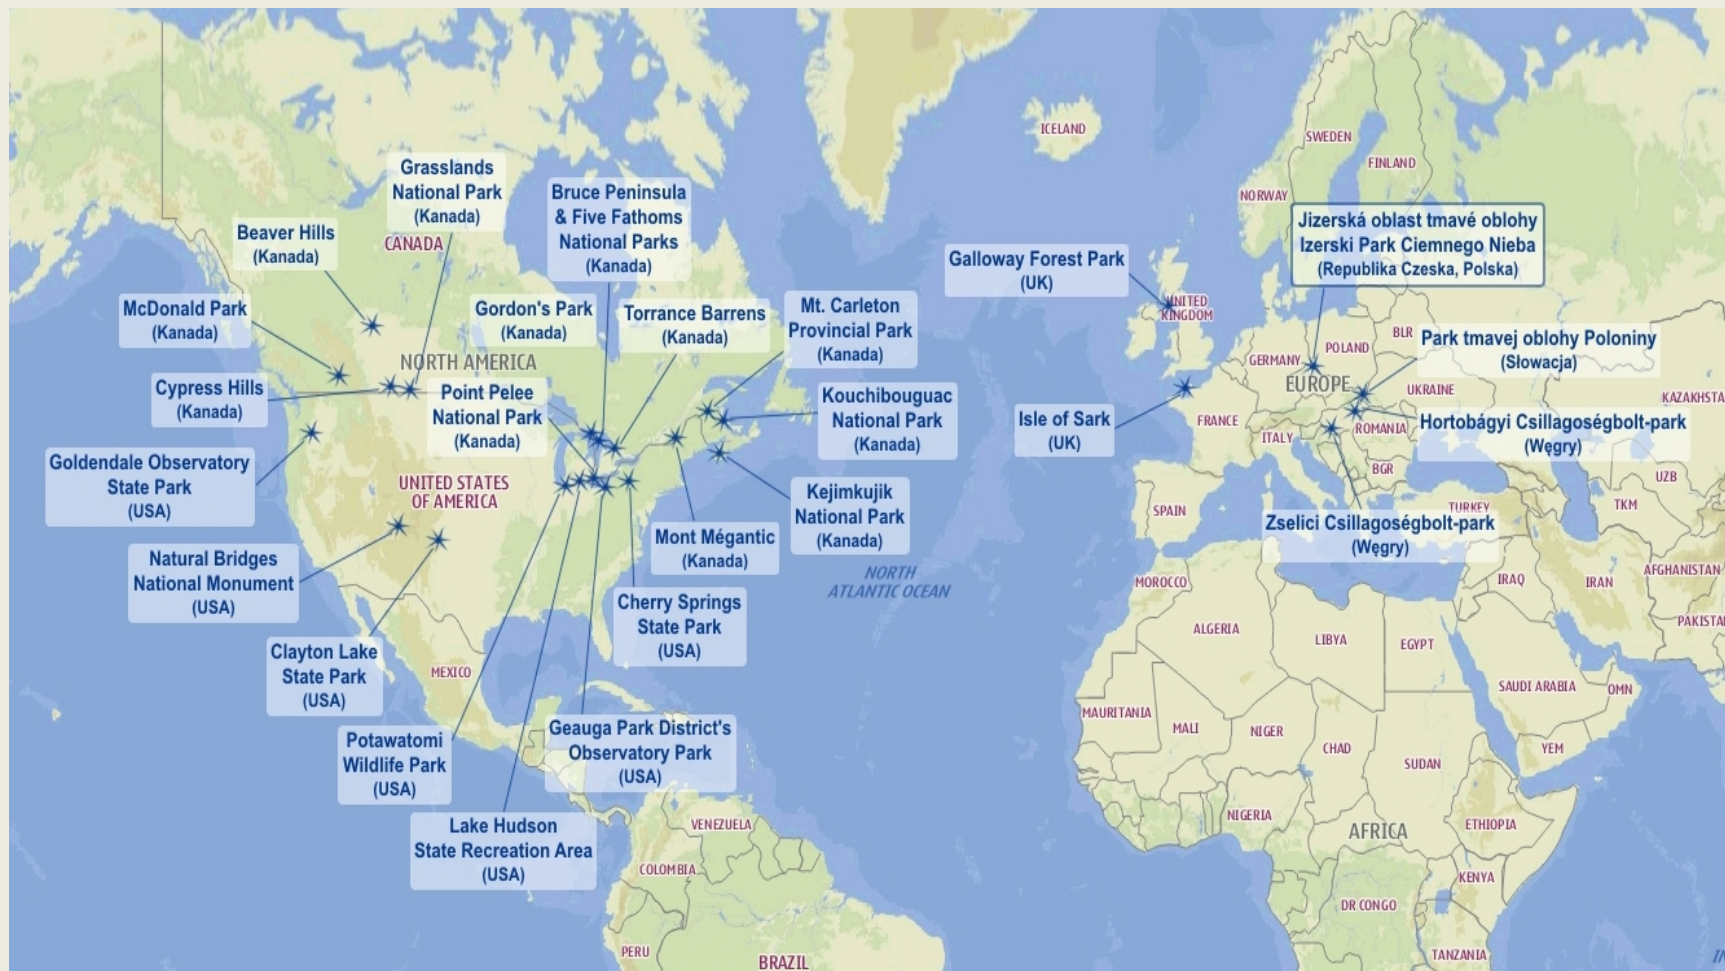 ICELAND
SWEDEN
FINLAND
NORWAY
Grasslands
National Park
(Kanada)
Bruce Peninsula
& Five Fathoms
National Parks
(Kanada)
Beaver Hills
(Kanada)
CANADA
Jizerská oblast tmavé oblohy
Izerski Park Ciemnego Nieba
(Republika Czeska, Polska)
Galloway Forest Park
(UK)
McDonald Park
(Kanada)
Gordon's Park
(Kanada)
Torrance Barrens
(Kanada)
Mt. Carleton
Provincial Park
(Kanada)
UNITED
KINGDOM
BLR
POLAND
GERMANY
Park tmavej oblohy Poloniny
(Słowacja)
NORTH AMERICA
EUROPE
UKRAINE
KAZAKHSTA
Cypress Hills
(Kanada)
Point Pelee
National Park
(Kanada)
Kouchibouguac
National Park
(Kanada)
Isle of Sark
(UK)
FRANCE
ITALY
ROMANIA
Hortobágyi Csillagoségbolt-park
(Węgry)
BGR
Goldendale Observatory
State Park
(USA)
UNITED STATES
OF AMERICA
Kejimkujik
National Park
(Kanada)
SPAIN
TURKEY
UZB
TKM
Zselici Csillagoségbolt-park
(Węgry)
Mont Mégantic
(Kanada)
Natural Bridges
National Monument
(USA)
NORTH
ATLANTIC OCEAN
MOROCCO
IRAQ
IRAN
AFGHANISTAN
PAKISTA
Cherry Springs
State Park
(USA)
ALGERIA
LIBYA
EGYPT
Clayton Lake
State Park
(USA)
MEXICO
SAUDI ARABIA
OMN
MAURITANIA
MALI
NIGER
CHAD
SUDAN
YEM
Potawatomi
Wildlife Park
(USA)
Geauga Park District's
Observatory Park
(USA)
Lake Hudson
State Recreation Area
(USA)
VENEZUELA
COLOMBIA
NIGERIA
AFRICA
ETHIOPIA
KENYA
DR CONGO
TANZANIA
PERU
BRAZIL